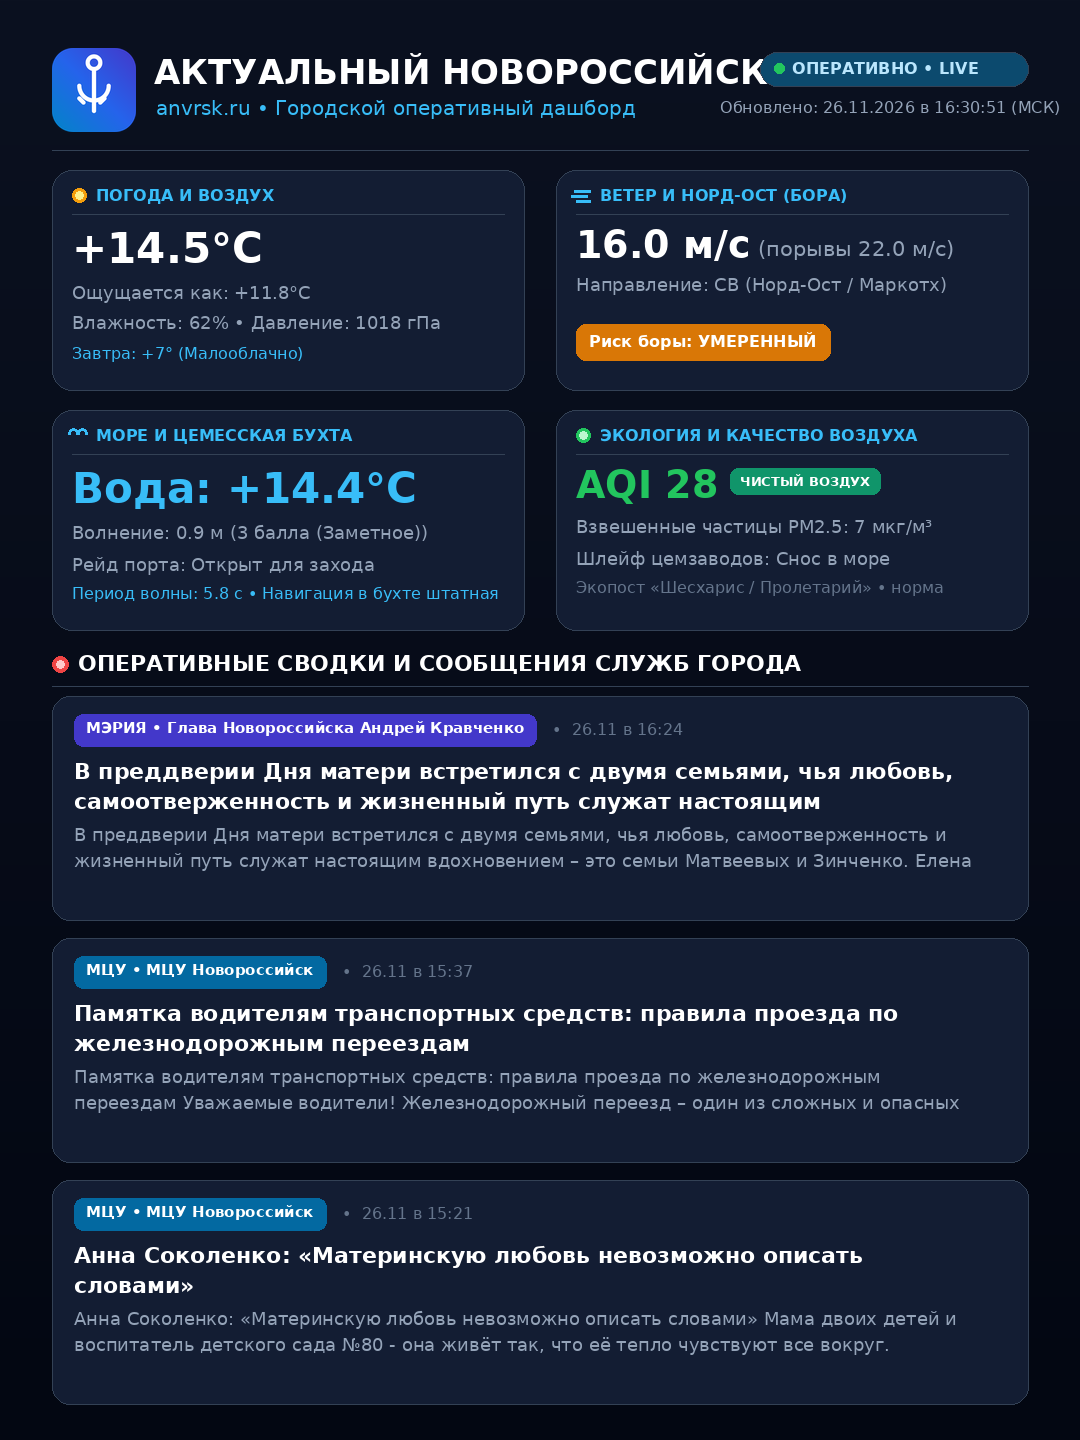 АКТУАЛЬНЫЙ НОВОРОССИЙСК
ОПЕРАТИВНО • LIVE
anvrsk.ru • Городской оперативный дашборд
Обновлено: 26.11.2026 в 16:30:51 (МСК)
ПОГОДА И ВОЗДУХ
+14.5°C
Ощущается как: +11.8°C
Влажность: 62% • Давление: 1018 гПа
Завтра: +7° (Малооблачно)
ВЕТЕР И НОРД-ОСТ (БОРА)
16.0 м/с (порывы 22.0 м/с)
Направление: СВ (Норд-Ост / Маркотх)
Риск боры: УМЕРЕННЫЙ
МОРЕ И ЦЕМЕССКАЯ БУХТА
Вода: +14.4°C
Волнение: 0.9 м (3 балла (Заметное))
Рейд порта: Открыт для захода
Период волны: 5.8 с • Навигация в бухте штатная
ЭКОЛОГИЯ И КАЧЕСТВО ВОЗДУХА
AQI 28 ЧИСТЫЙ ВОЗДУХ
Взвешенные частицы PM2.5: 7 мкг/м³
Шлейф цемзаводов: Снос в море
Экопост «Шесхарис / Пролетарий» • норма
ОПЕРАТИВНЫЕ СВОДКИ И СООБЩЕНИЯ СЛУЖБ ГОРОДА
МЭРИЯ • Глава Новороссийска Андрей Кравченко • 26.11 в 16:24
В преддверии Дня матери встретился с двумя семьями, чья любовь,
самоотверженность и жизненный путь служат настоящим
В преддверии Дня матери встретился с двумя семьями, чья любовь, самоотверженность и
жизненный путь служат настоящим вдохновением – это семьи Матвеевых и Зинченко. Елена
МЦУ • МЦУ Новороссийск • 26.11 в 15:37
Памятка водителям транспортных средств: правила проезда по
железнодорожным переездам
Памятка водителям транспортных средств: правила проезда по железнодорожным
переездам Уважаемые водители! Железнодорожный переезд – один из сложных и опасных
МЦУ • МЦУ Новороссийск • 26.11 в 15:21
Анна Соколенко: «Материнскую любовь невозможно описать
словами»
Анна Соколенко: «Материнскую любовь невозможно описать словами» Мама двоих детей и
воспитатель детского сада №80 - она живёт так, что её тепло чувствуют все вокруг.